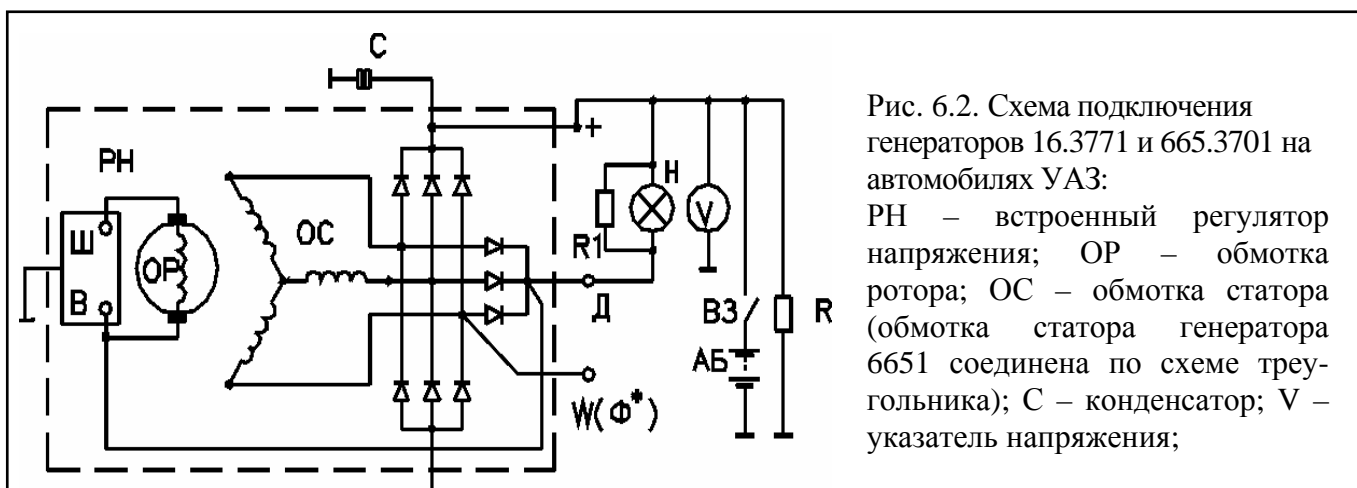 С
РН
Ш
В
ОР
ОС
+
Н
R1
V
Д
ВЗ
R
АБ
W(Ф*)
Рис. 6.2. Схема подключения
генераторов 16.3771 и 665.3701 на
автомобилях УАЗ:
РН – встроенный регулятор
напряжения; ОР – обмотка
ротора; ОС – обмотка статора
(обмотка статора генератора
6651 соединена по схеме треу-
гольника); С – конденсатор; V –
указатель напряжения;